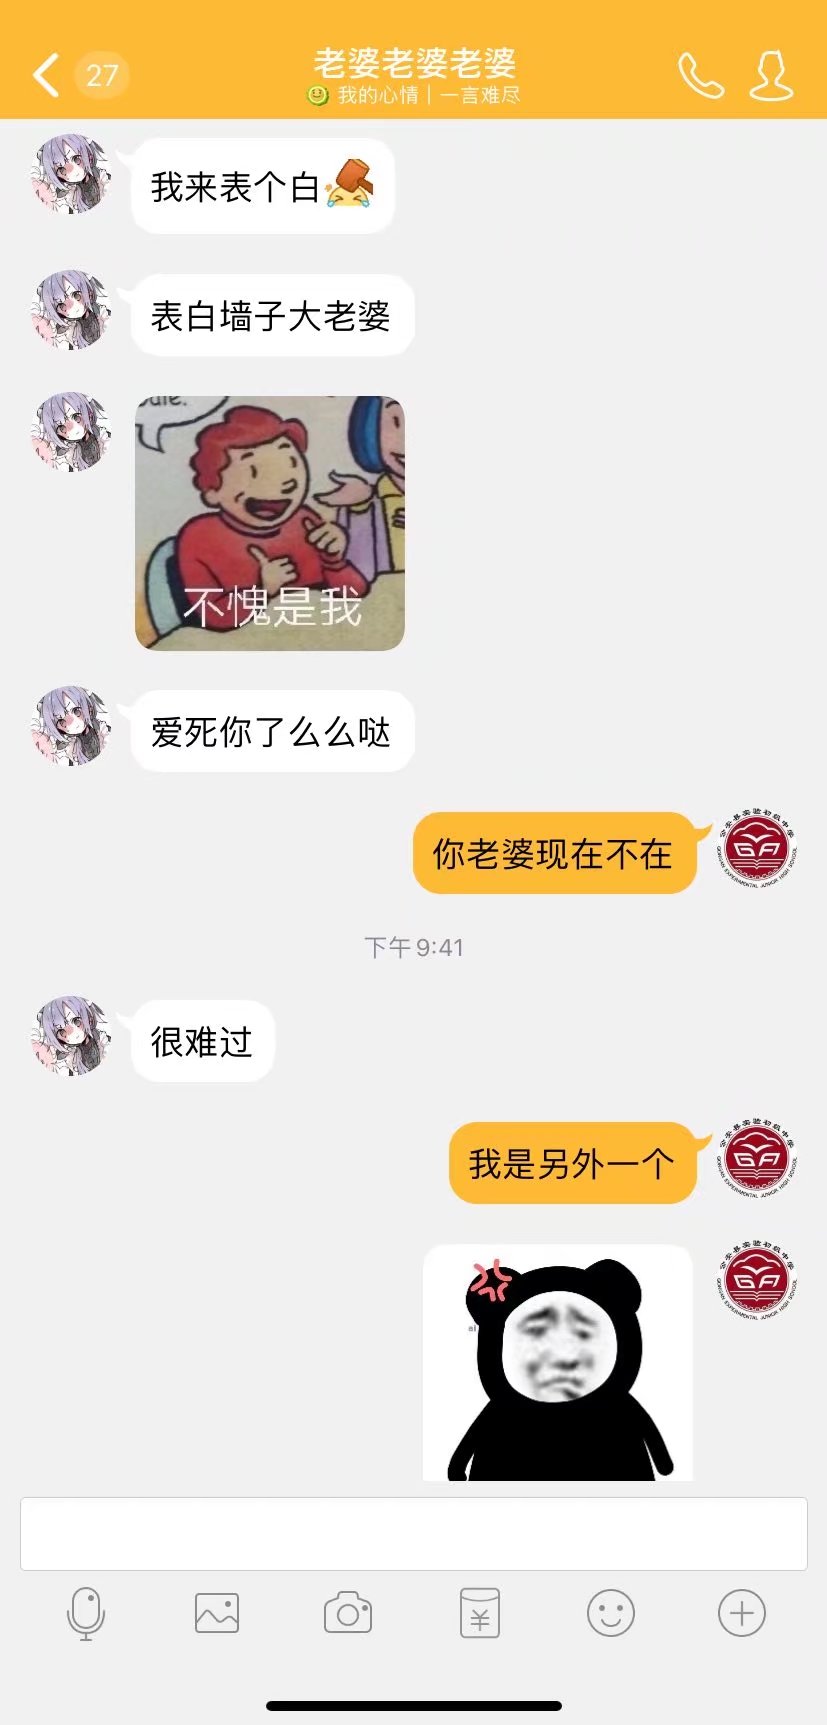 27
老婆老婆老婆
我的心情｜一言难尽
我来表个白
表白墙子大老婆
不愧是我
爱死你了么么哒
你老婆现在不在
下午 9:41
很难过
我是另外一个